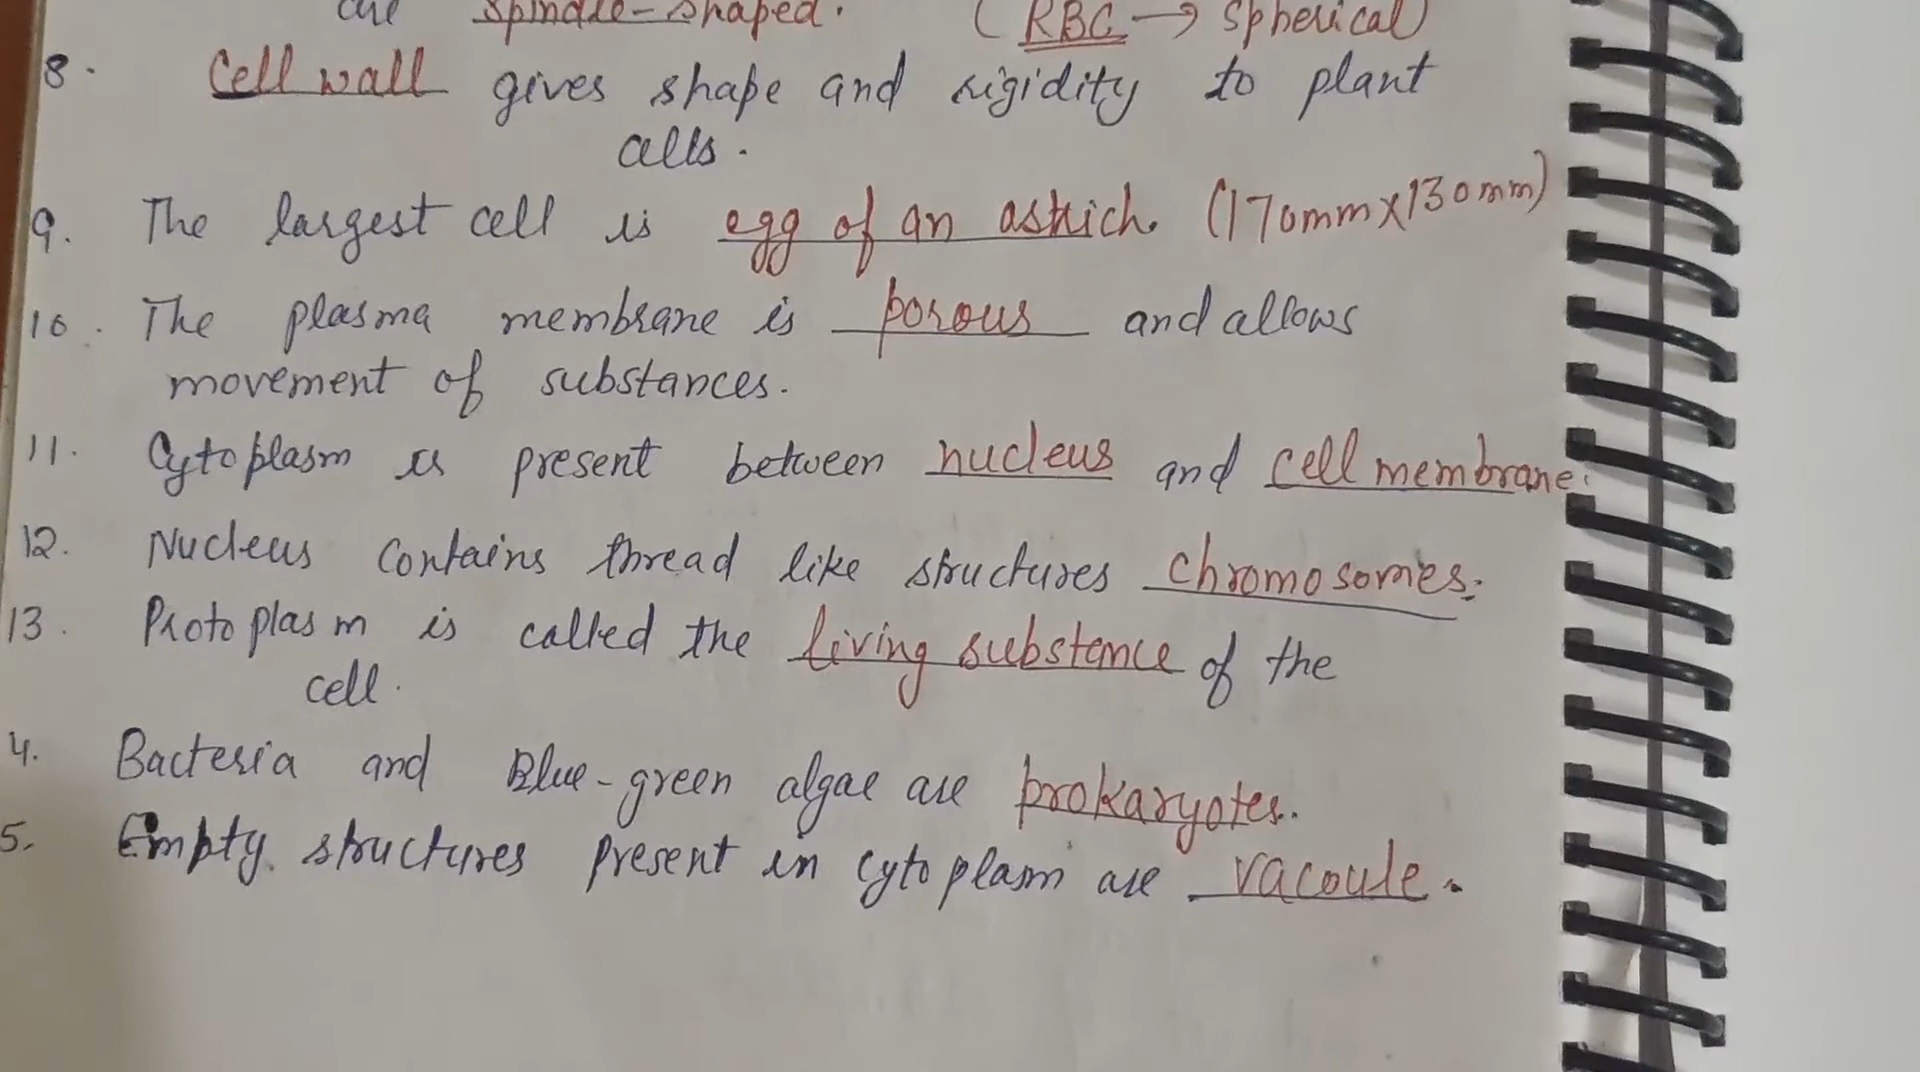 are spindle-shaped. (RBC → Spherical)
8. Cell wall gives shape and rigidity to plant
cells.
9. The largest cell is egg of an astrich. (170mm x 130mm)
10. The plasma membrane is porous and allows
movement of substances.
11. Cytoplasm is present between nucleus and cell membrane.
12. Nucleus contains thread like structures chromosomes.
13. Protoplasm is called the living substance of the
cell.
4. Bacteria and Blue-green algae are prokaryotes.
5. Empty structures present in cytoplasm are vacoule.